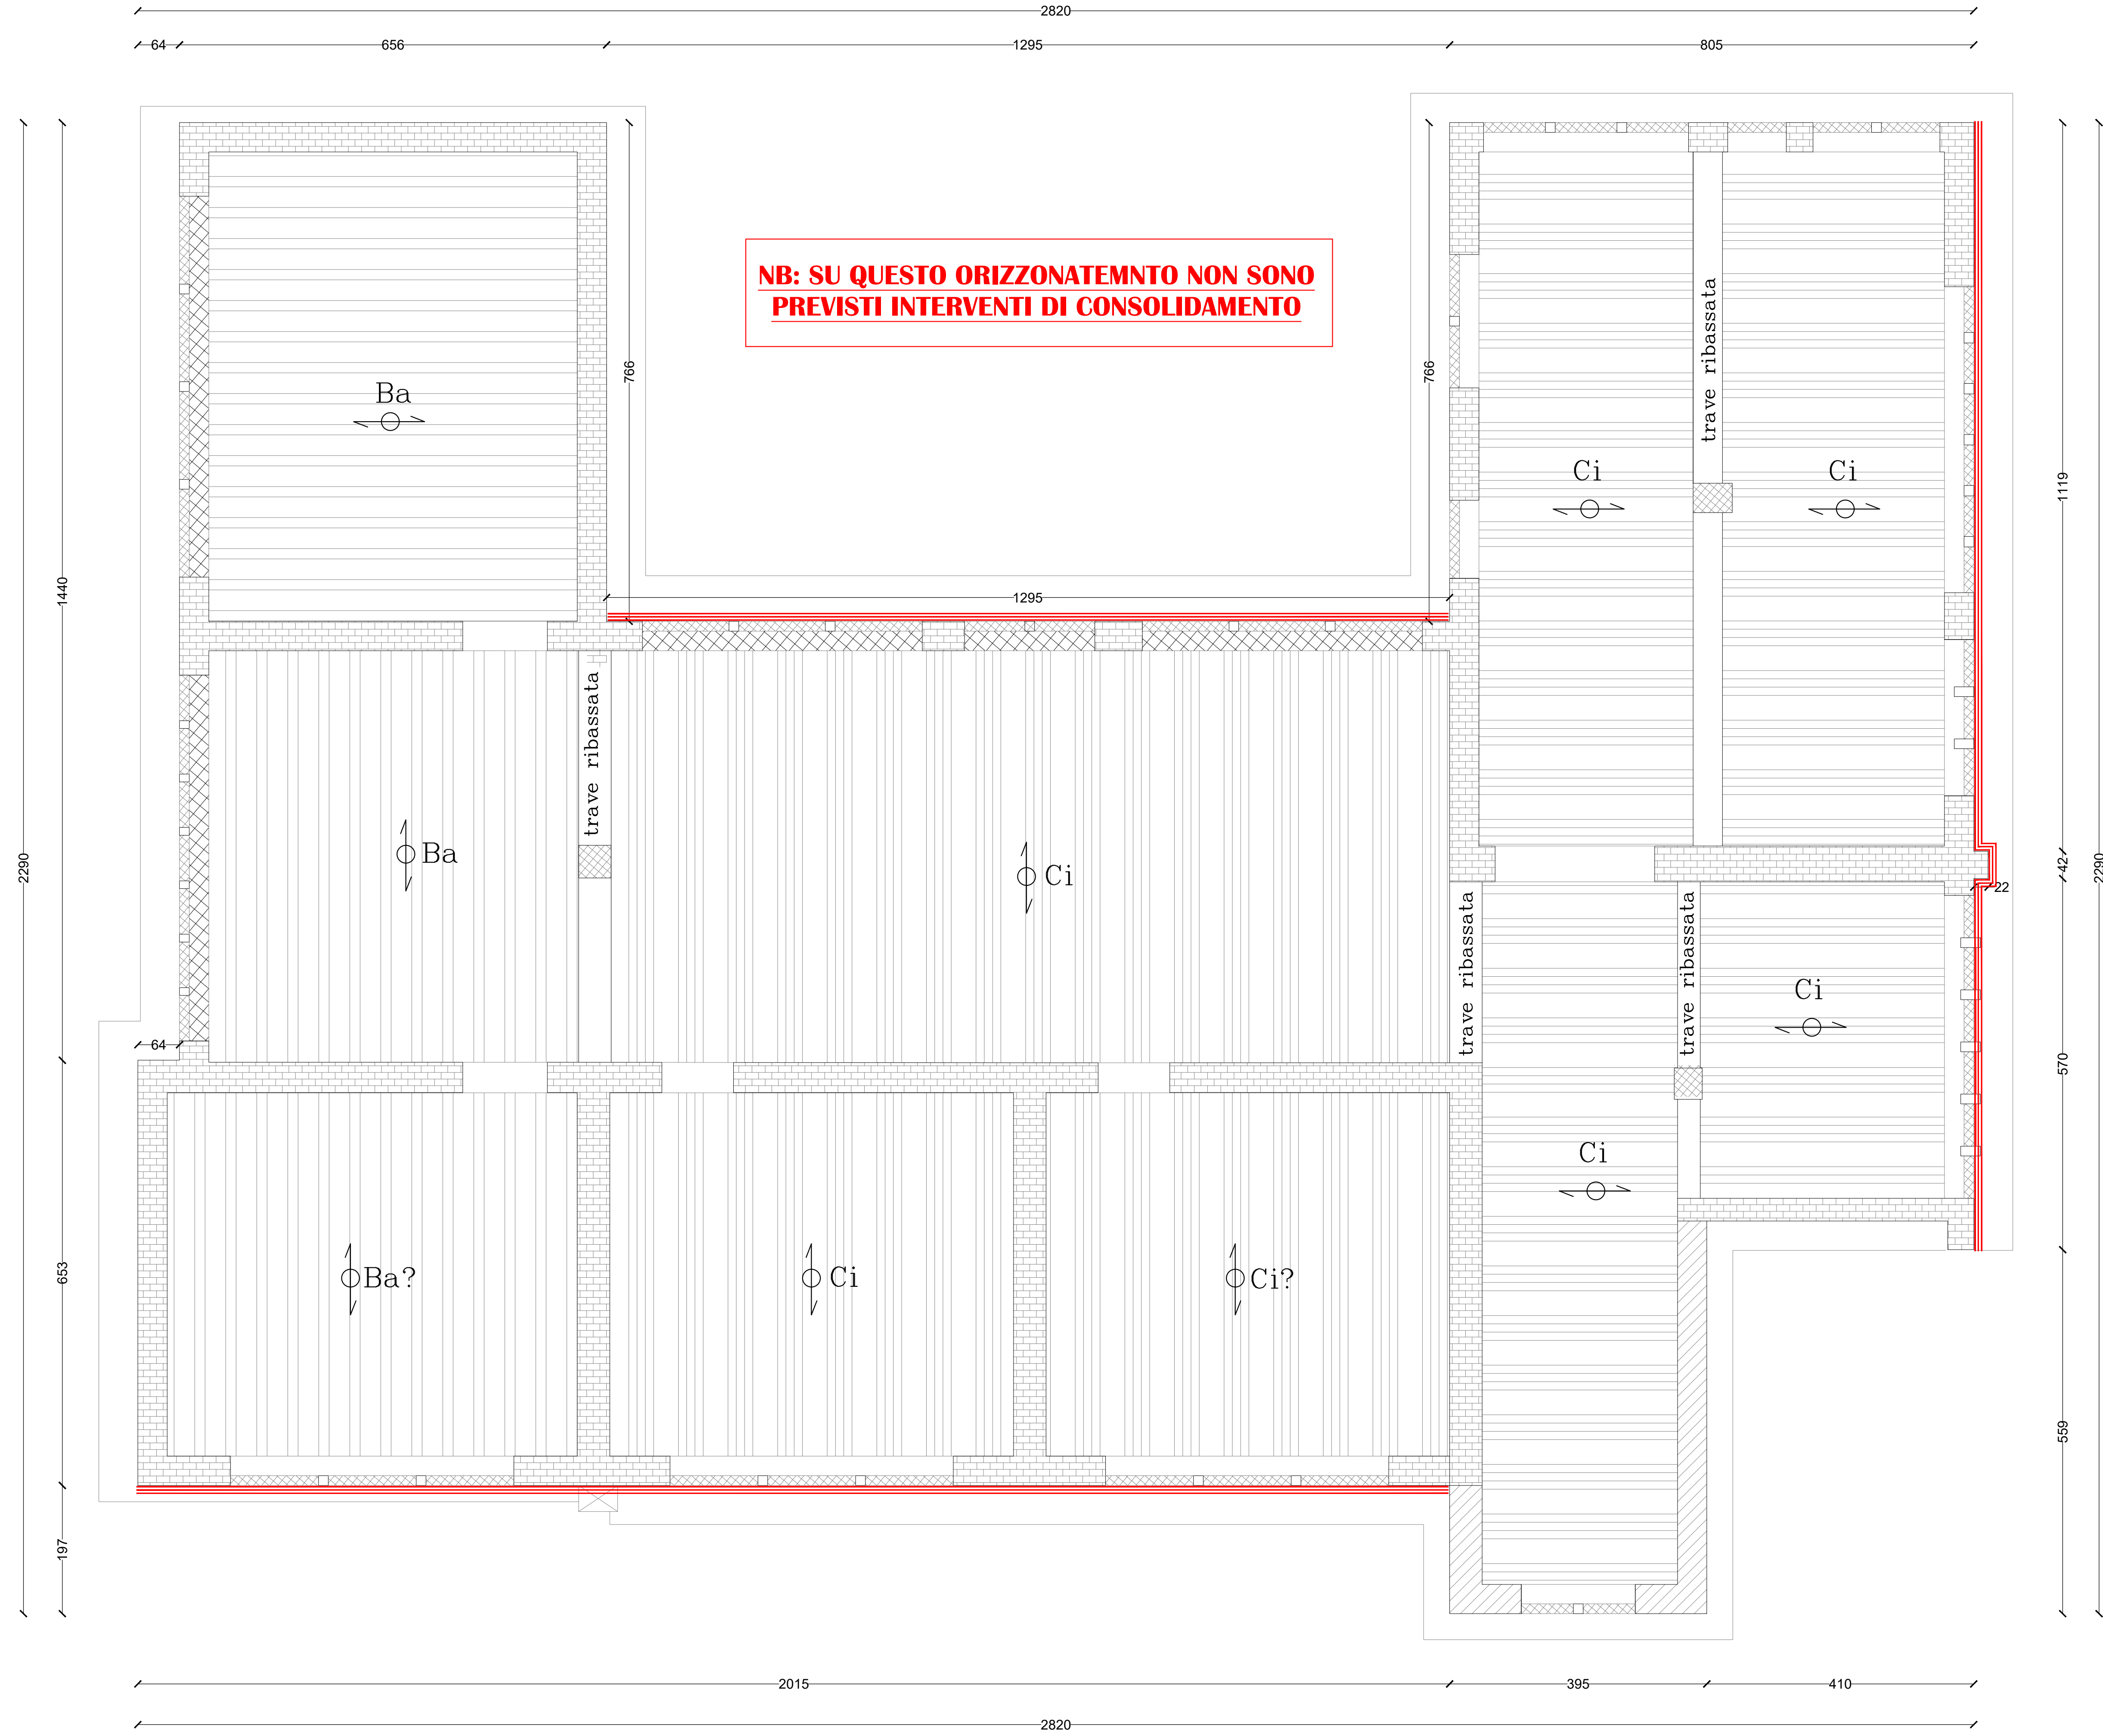 2820
64
656
1295
805
NB: SU QUESTO ORIZZONATEMNTO NON SONO
PREVISTI INTERVENTI DI CONSOLIDAMENTO
766
766
trave ribassata
Ba
Ci
Ci
1119
1440
1295
trave ribassata
2290
Ba
Ci
42
2290
22
trave ribassata
trave ribassata
Ci
64
570
Ci
653
Ba?
Ci
Ci?
559
197
2015
395
410
2820